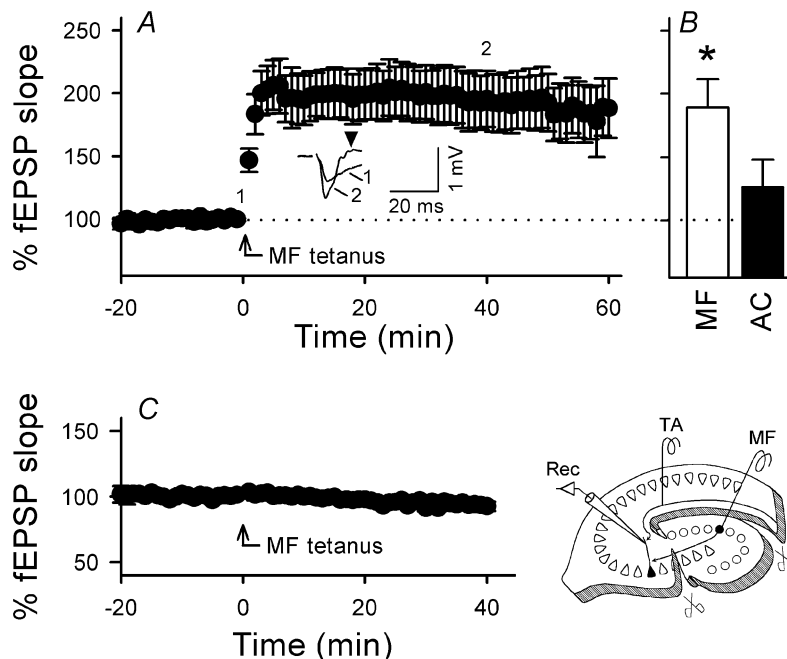 A
B
% fEPSP slope
250
200
150
100
1
2
1
2
1 mV
20 ms
*
MF tetanus
-20
0
20
40
60
Time (min)
MF
AC
C
% fEPSP slope
150
100
50
MF tetanus
-20
0
20
40
Time (min)
TA
MF
Rec